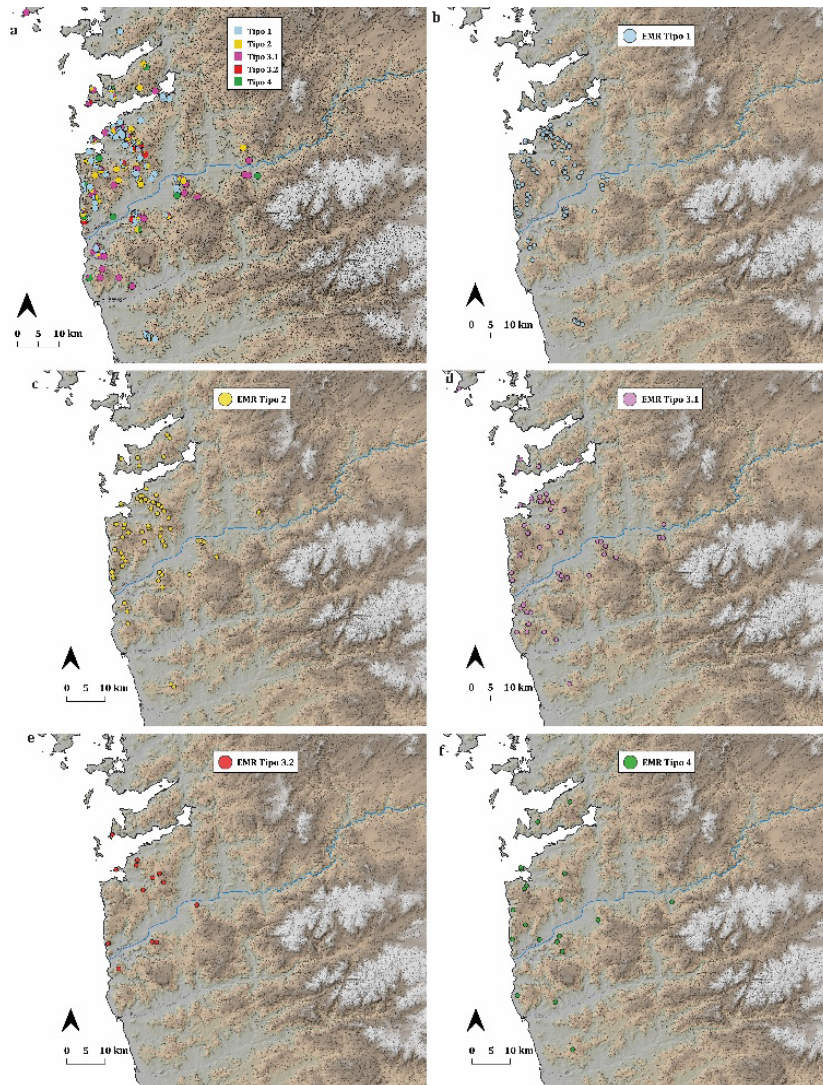 a
Tipo 1
Tipo 2
Tipo 3.1
Tipo 3.2
Tipo 4
0 5 10 km
b
EMR Tipo 1
5 10 km
c
EMR Tipo 2
0 5 10 km
d
EMR Tipo 3.1
5 10 km
e
EMR Tipo 3.2
0 5 10 km
f
EMR Tipo 4
0 5 10 km